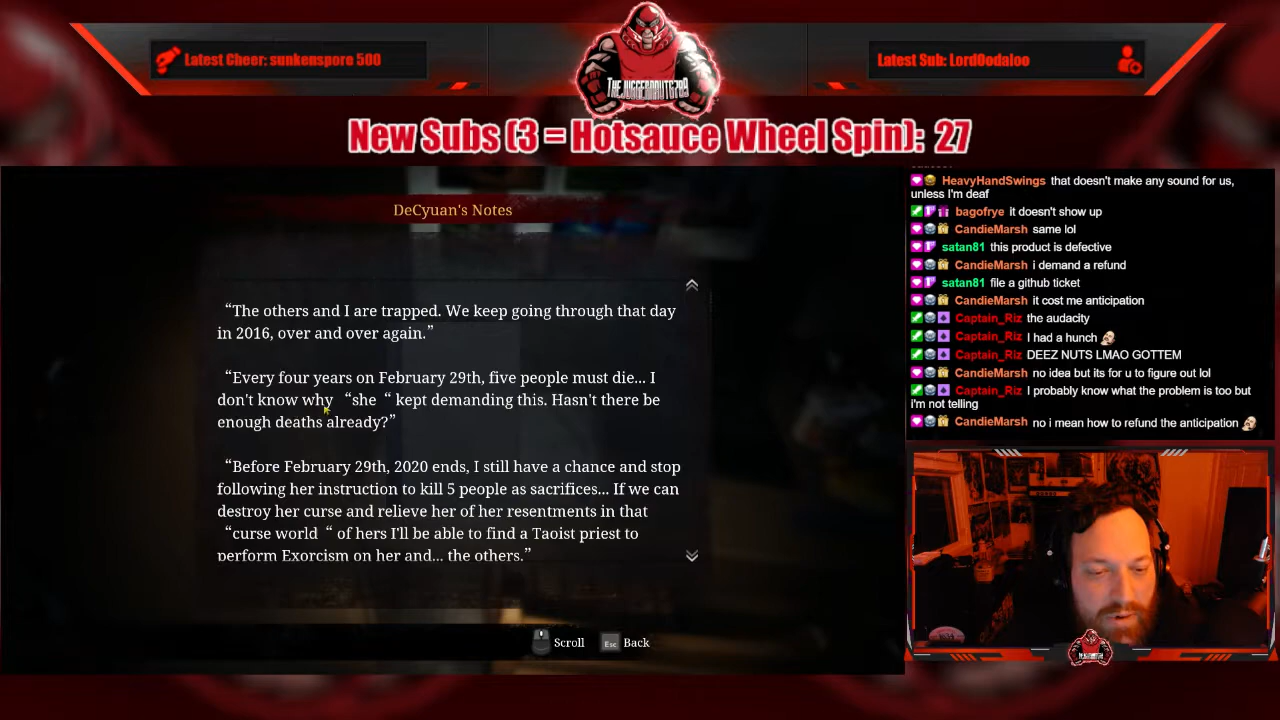 Latest Cheer: sunkenspore 500
THEJUGGERNAUT6789
Latest Sub: LordOodaloo
New Subs (3 = Hotsauce Wheel Spin): 27
DeCyuan's Notes
“The others and I are trapped. We keep going through that day
in 2016, over and over again.”
“Every four years on February 29th, five people must die... I
don't know why “she “ kept demanding this. Hasn't there be
enough deaths already?”
“Before February 29th, 2020 ends, I still have a chance and stop
following her instruction to kill 5 people as sacrifices... If we can
destroy her curse and relieve her of her resentments in that
“curse world “ of hers I'll be able to find a Taoist priest to
perform Exorcism on her and... the others.”
Scroll
Esc Back
HeavyHandSwings that doesn't make any sound for us,
unless I'm deaf
bagofrye it doesn't show up
CandieMarsh same lol
satan81 this product is defective
CandieMarsh i demand a refund
satan81 file a github ticket
CandieMarsh it cost me anticipation
Captain_Riz the audacity
Captain_Riz I had a hunch
Captain_Riz DEEZ NUTS LMAO GOTTEM
CandieMarsh no idea but its for u to figure out lol
Captain_Riz I probably know what the problem is too but
i'm not telling
CandieMarsh no i mean how to refund the anticipation